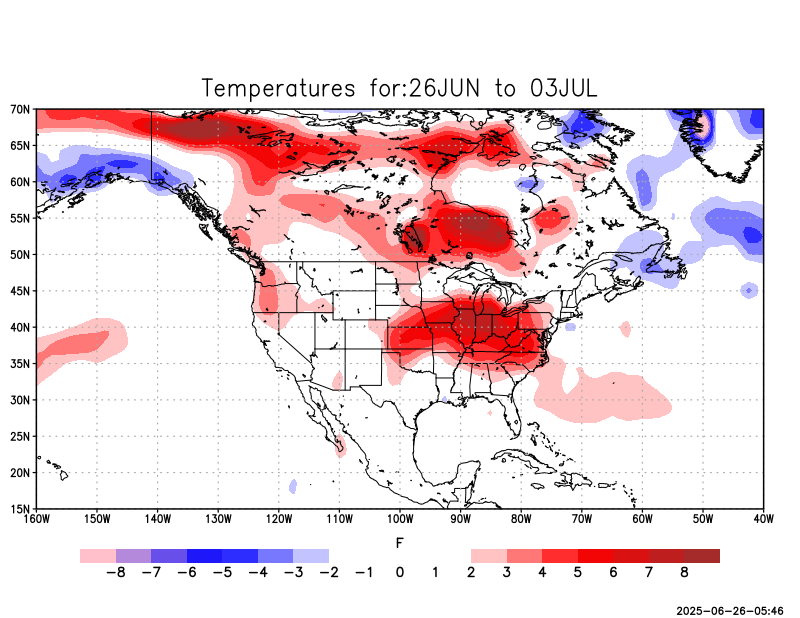 Temperatures for:26JUN to 03JUL
70N
65N
60N
55N
50N
45N
40N
35N
30N
25N
20N
15N
160W 150W 140W 130W 120W 110W 100W 90W 80W 70W 60W 50W 40W
F
-8 -7 -6 -5 -4 -3 -2 -1 0 1 2 3 4 5 6 7 8
2025-06-26-05:46